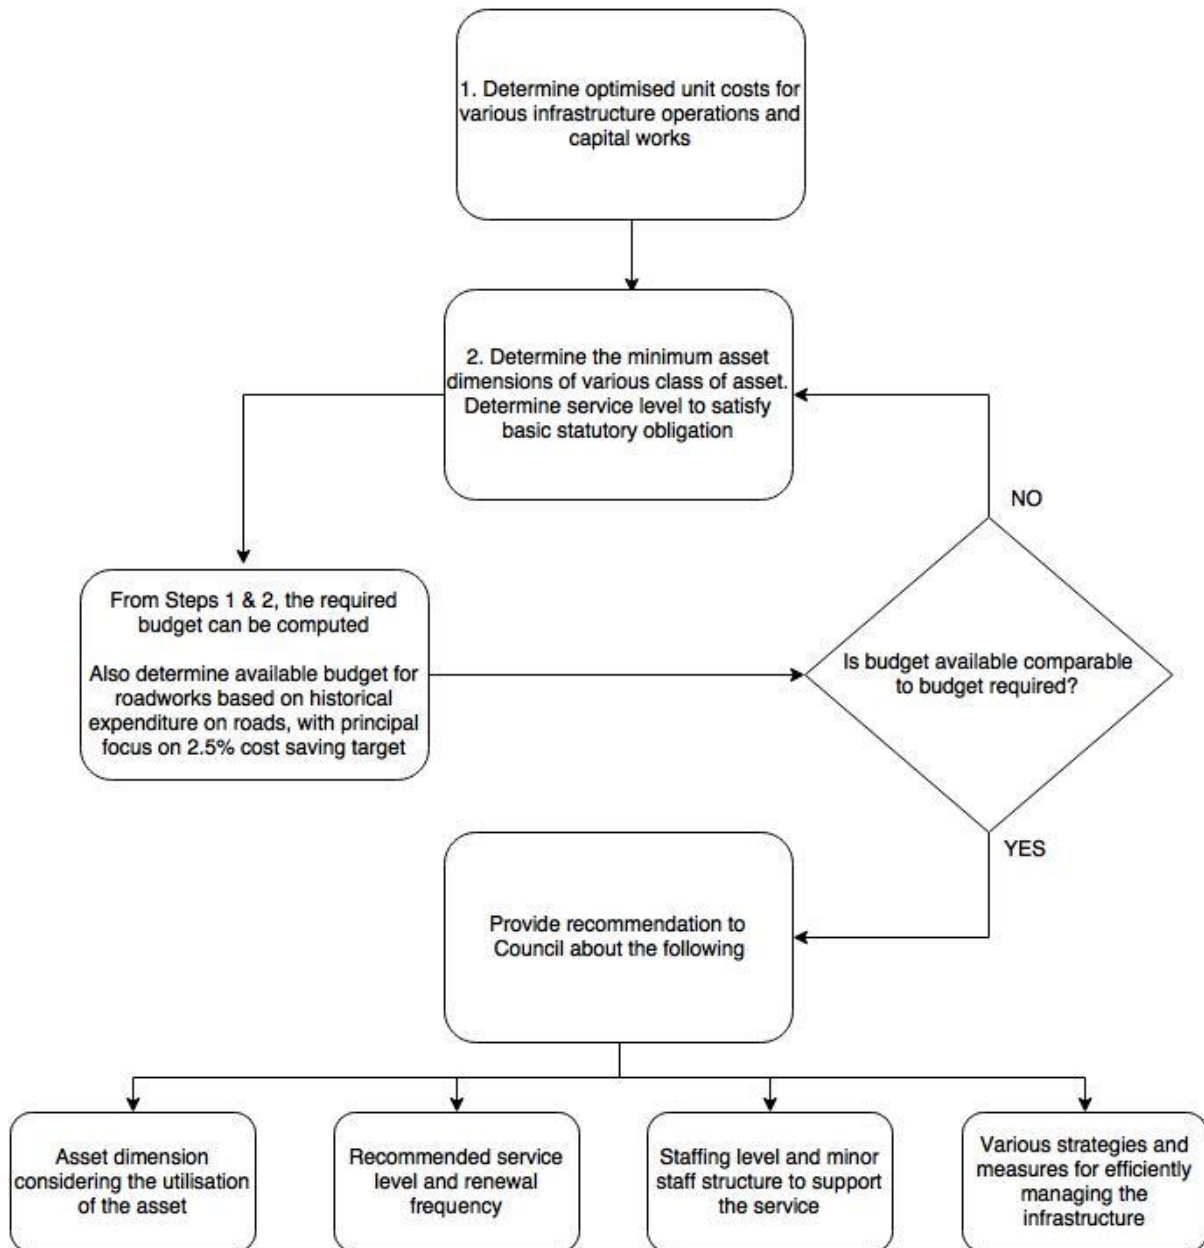 1. Determine optimised unit costs for
various infrastructure operations and
capital works
2. Determine the minimum asset
dimensions of various class of asset.
Determine service level to satisfy
basic statutory obligation
NO
From Steps 1 & 2, the required
budget can be computed
Also determine available budget for
roadworks based on historical
expenditure on roads, with principal
focus on 2.5% cost saving target
Is budget available comparable
to budget required?
YES
Provide recommendation to
Council about the following
Asset dimension
considering the utilisation
of the asset
Recommended service
level and renewal
frequency
Staffing level and minor
staff structure to support
the service
Various strategies and
measures for efficiently
managing the
infrastructure